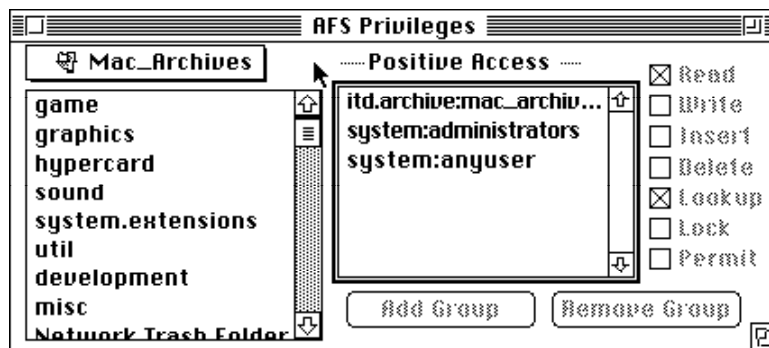 AFS Privileges
Mac_Archives
Positive Access
game
graphics
hypercard
sound
system.extensions
util
development
misc
Network Trash Folder
itd.archive:mac_archiv...
system:administrators
system:anyuser
Read
Write
Insert
Delete
Lookup
Lock
Permit
Add Group
Remove Group